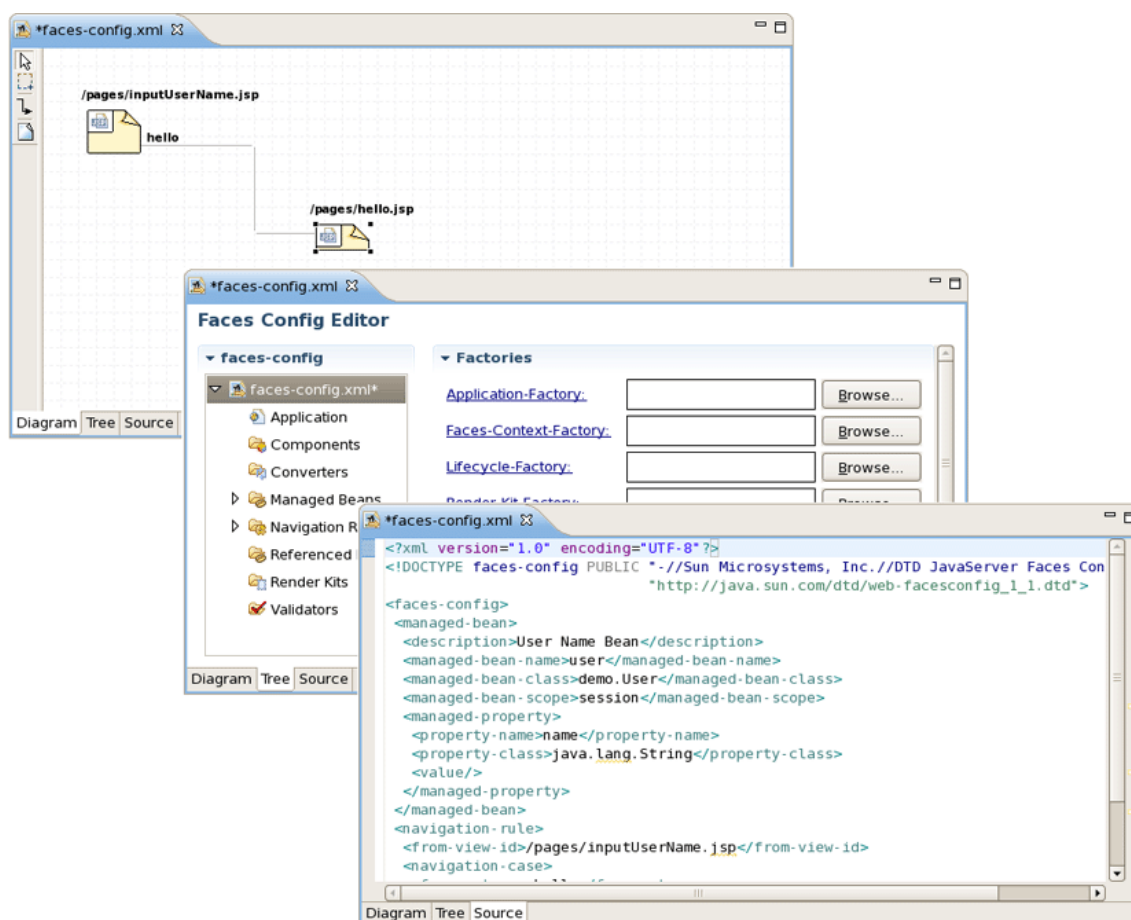 *faces-config.xml
/pages/inputUserName.jsp
hello
/pages/hello.jsp
Diagram Tree Source
*faces-config.xml
Faces Config Editor
faces-config
faces-config.xml*
Application
Components
Converters
Managed Beans
Navigation R
Referenced
Render Kits
Validators
Factories
Application-Factory: Browse...
Faces-Context-Factory: Browse...
Lifecycle-Factory: Browse...
Render-Kit-Factory: Browse...
Diagram Tree Source
*faces-config.xml
<?xml version="1.0" encoding="UTF-8"?>
<!DOCTYPE faces-config PUBLIC "-//Sun Microsystems, Inc.//DTD JavaServer Faces Con
"http://java.sun.com/dtd/web-facesconfig_1_1.dtd">
<faces-config>
<managed-bean>
<description>User Name Bean</description>
<managed-bean-name>user</managed-bean-name>
<managed-bean-class>demo.User</managed-bean-class>
<managed-bean-scope>session</managed-bean-scope>
<managed-property>
<property-name>name</property-name>
<property-class>java.lang.String</property-class>
<value/>
</managed-property>
</managed-bean>
<navigation-rule>
<from-view-id>/pages/inputUserName.jsp</from-view-id>
<navigation-case>
Diagram Tree Source